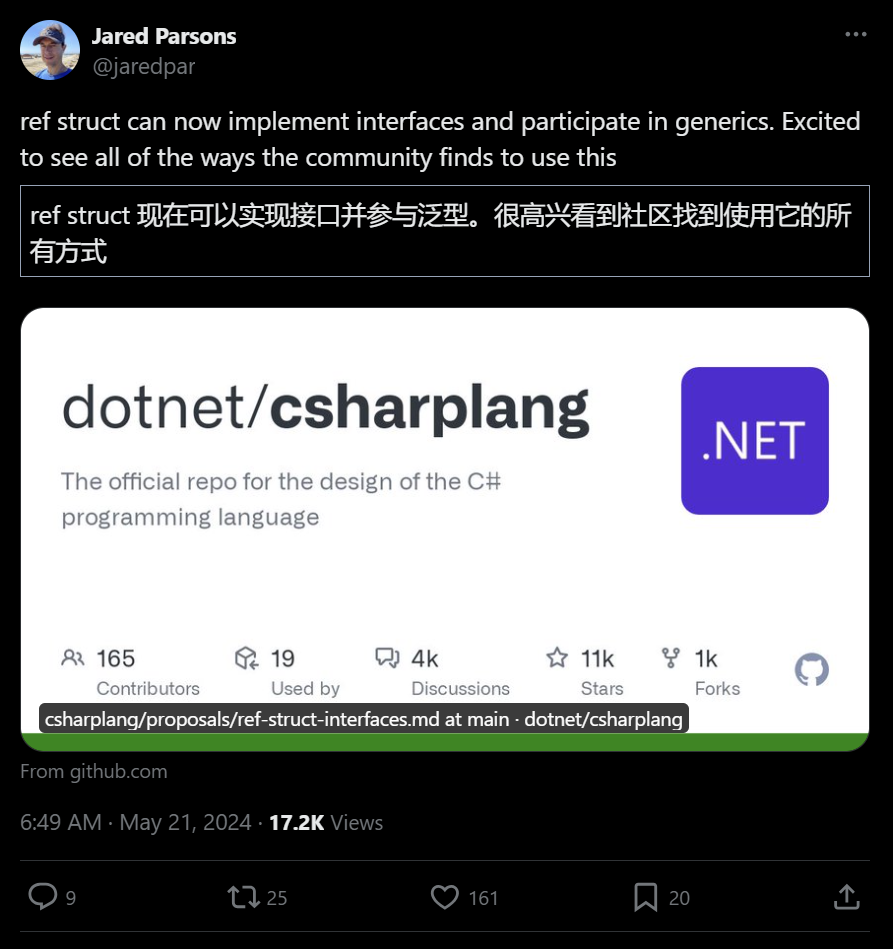 Jared Parsons
@jaredpar
ref struct can now implement interfaces and participate in generics. Excited
to see all of the ways the community finds to use this
ref struct 现在可以实现接口并参与泛型。很高兴看到社区找到使用它的所
有方式
dotnet/csharplang
.NET
The official repo for the design of the C#
programming language
165
Contributors
19
Used by
4k
Discussions
11k
Stars
1k
Forks
csharplang/proposals/ref-struct-interfaces.md at main · dotnet/csharplang
From github.com
6:49 AM · May 21, 2024 · 17.2K Views
9
25
161
20